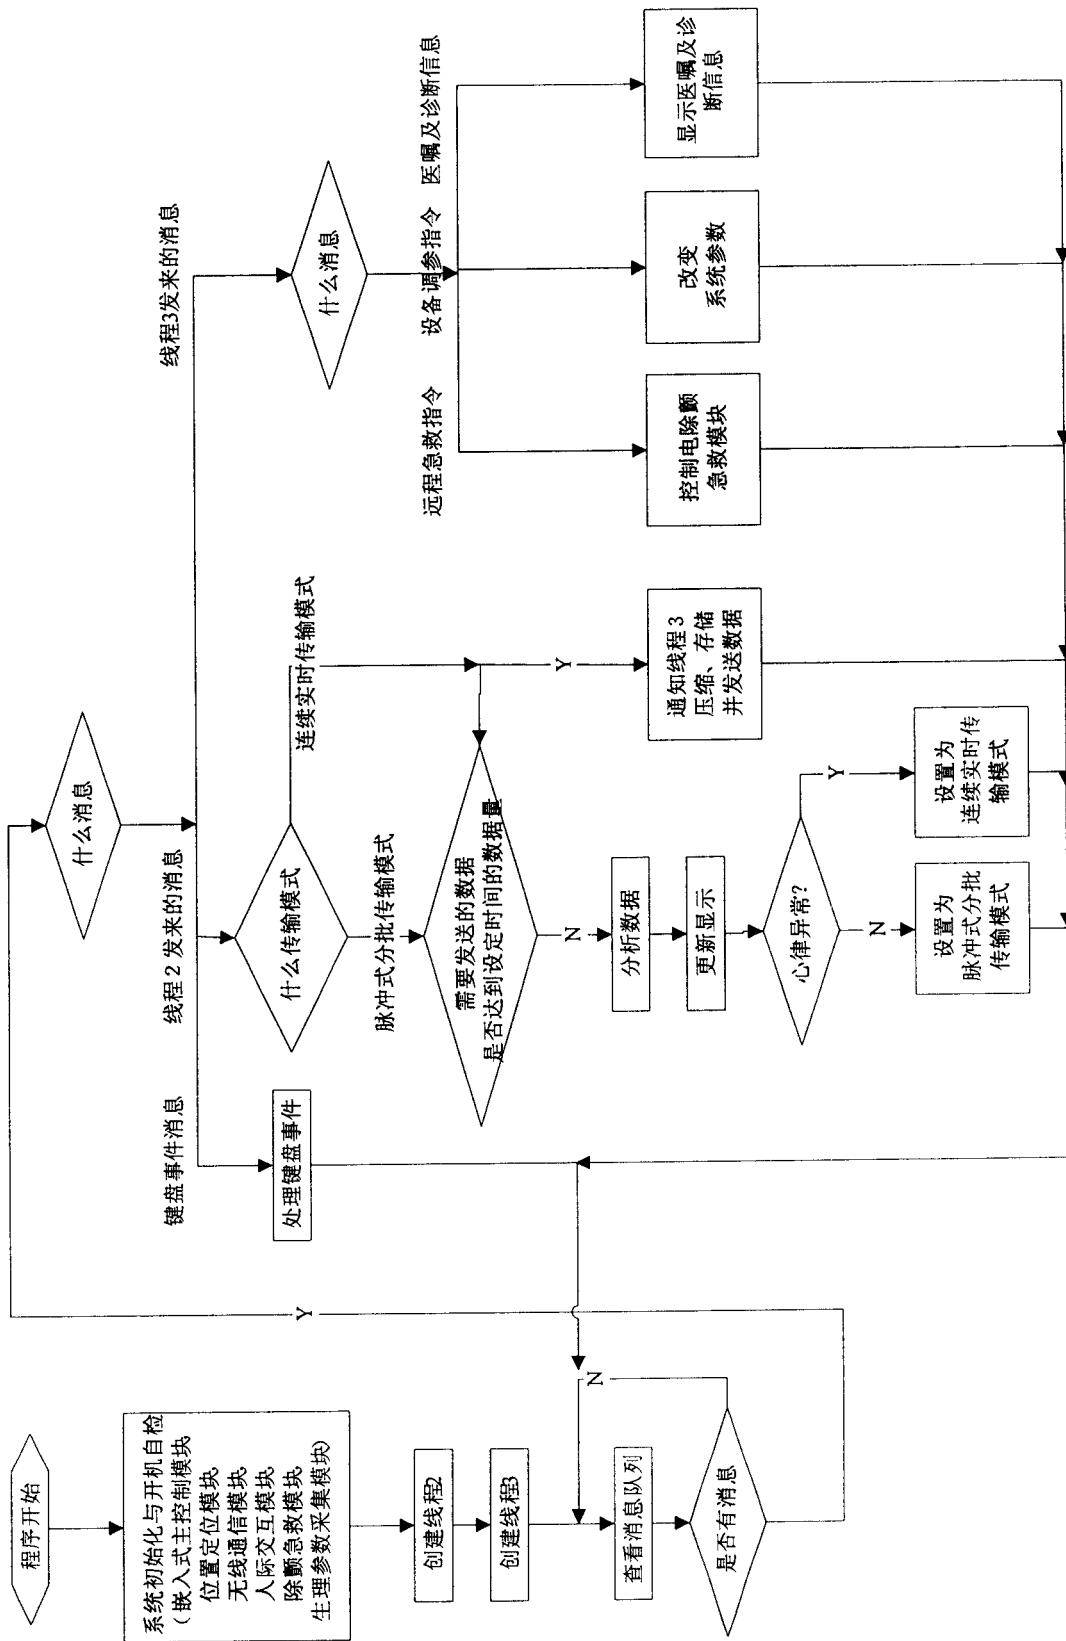 程序开始
系统初始化与开机自检
（嵌入式主控制模块
位置定位模块
无线通信模块
人际交互模块
除颤急救模块
生理参数采集模块）
创建线程2
创建线程3
查看消息队列
是否有消息
N
Y
什么消息
键盘事件消息
线程2 发来的消息
线程3发来的消息
处理键盘事件
什么传输模式
脉冲式分批传输模式
连续实时传输模式
需要发送的数据
是否达到设定时间的数据量
N
Y
分析数据
更新显示
心律异常?
N
Y
设置为
脉冲式分批
传输模式
设置为
连续实时传
输模式
通知线程3
压缩、存储
并发送数据
什么消息
远程急救指令
设备调参指令
医嘱及诊断信息
控制电除颤
急救模块
改变
系统参数
显示医嘱及诊
断信息